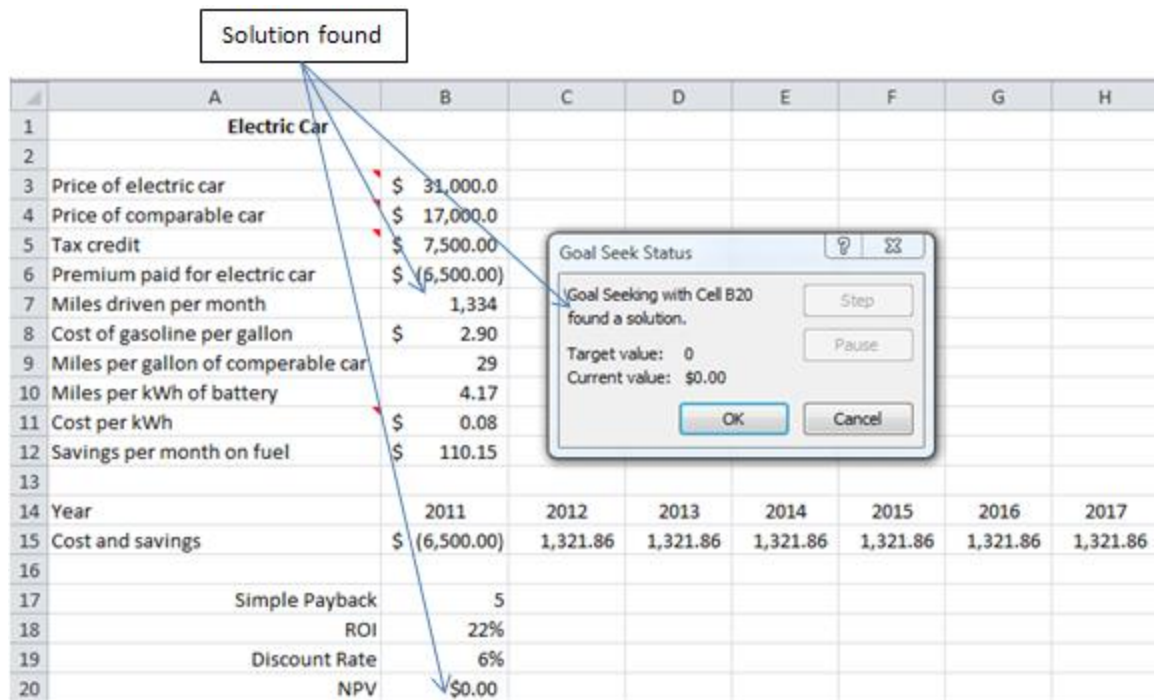 Solution found
A B C D E F G H
1 Electric Car
2
3 Price of electric car $ 31,000.0
4 Price of comparable car $ 17,000.0
5 Tax credit $ 7,500.00
6 Premium paid for electric car $ (6,500.00)
7 Miles driven per month 1,334
8 Cost of gasoline per gallon $ 2.90
9 Miles per gallon of comperable car 29
10 Miles per kWh of battery 4.17
11 Cost per kWh $ 0.08
12 Savings per month on fuel $ 110.15
13
14 Year 2011 2012 2013 2014 2015 2016 2017
15 Cost and savings $ (6,500.00) 1,321.86 1,321.86 1,321.86 1,321.86 1,321.86 1,321.86
16
17 Simple Payback 5
18 ROI 22%
19 Discount Rate 6%
20 NPV $0.00
Goal Seek Status ?
Goal Seeking with Cell B20 Step
found a solution.
Pause
Target value: 0
Current value: $0.00
OK Cancel